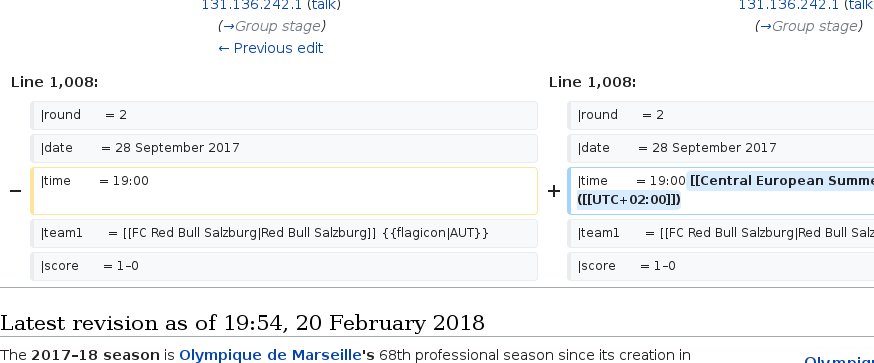 131.136.242.1 (talk)
(→Group stage)
← Previous edit
131.136.242.1 (talk
(→Group stage)
Line 1,008:
Line 1,008:
|round = 2
|round = 2
|date = 28 September 2017
|date = 28 September 2017
− |time = 19:00
+ |time = 19:00 [[Central European Summe
([[UTC+02:00]])
|team1 = [[FC Red Bull Salzburg|Red Bull Salzburg]] {{flagicon|AUT}}
|team1 = [[FC Red Bull Salzburg|Red Bull Salz
|score = 1–0
|score = 1–0
Latest revision as of 19:54, 20 February 2018
The 2017–18 season is Olympique de Marseille's 68th professional season since its creation in
Olympiq